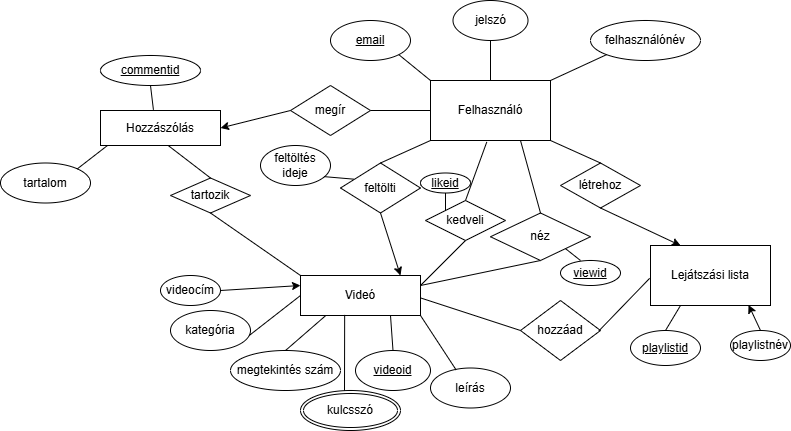 jelszó
email
felhasználónév
commentid
megír
Felhasználó
Hozzászólás
feltöltés
ideje
tartalom
tartozik
feltölti
likeid
létrehoz
kedveli
néz
viewid
Lejátszási lista
videocím
Videó
kategória
hozzáad
megtekintés szám
videoid
leírás
playlistid
playlistnév
kulcsszó